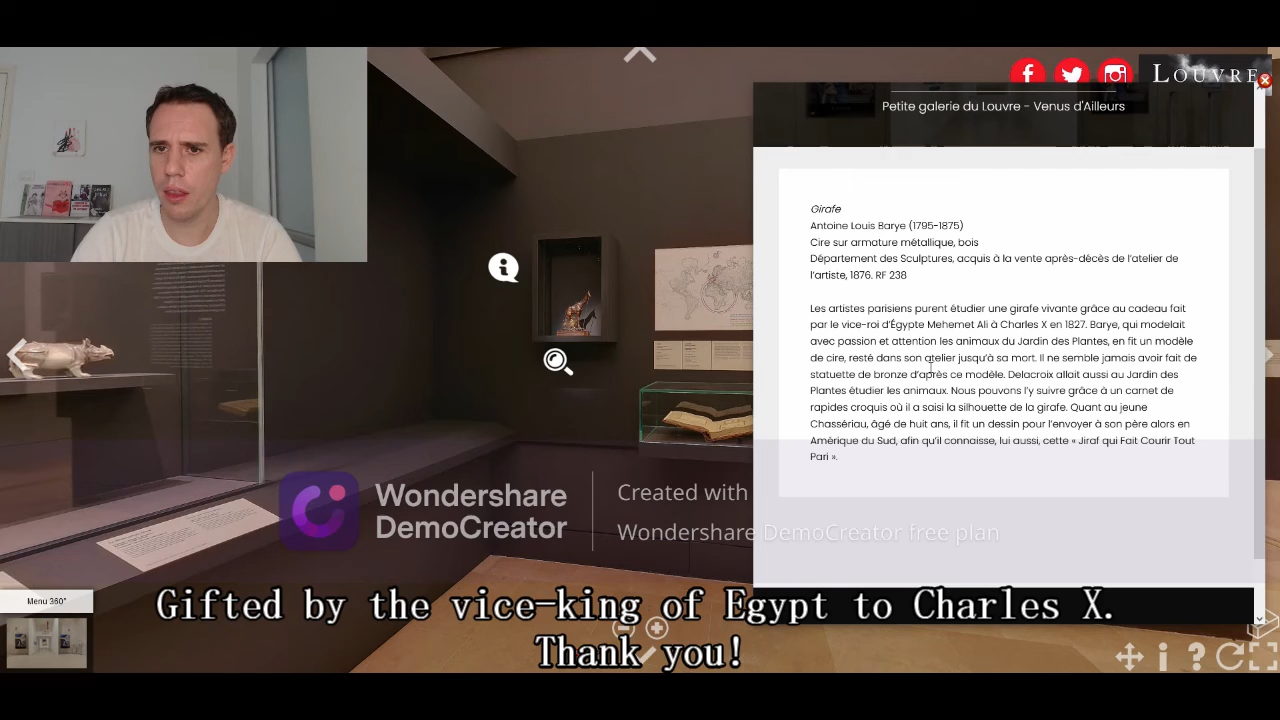 LOUVRE
Petite galerie du Louvre - Venus d'Ailleurs
Girafe
Antoine Louis Barye (1795-1875)
Cire sur armature métallique, bois
Département des Sculptures, acquis à la vente après-décès de l'atelier de
l'artiste, 1876. RF 238
Les artistes parisiens purent étudier une girafe vivante grâce au cadeau fait
par le vice-roi d'Égypte Mehemet Ali à Charles X en 1827. Barye, qui modelait
avec passion et attention les animaux du Jardin des Plantes, en fit un modèle
de cire, resté dans son atelier jusqu'à sa mort. Il ne semble jamais avoir fait de
statuette de bronze d'après ce modèle. Delacroix allait aussi au Jardin des
Plantes étudier les animaux. Nous pouvons l'y suivre grâce à un carnet de
rapides croquis où il a saisi la silhouette de la girafe. Quant au jeune
Chassériau, âgé de huit ans, il fit un dessin pour l'envoyer à son père alors en
Amérique du Sud, afin qu'il connaisse, lui aussi, cette « Jiraf qui Fait Courir Tout
Pari ».
Wondershare
DemoCreator
Created with
Wondershare DemoCreator free plan
Menu 360°
Gifted by the vice-king of Egypt to Charles X.
Thank you!